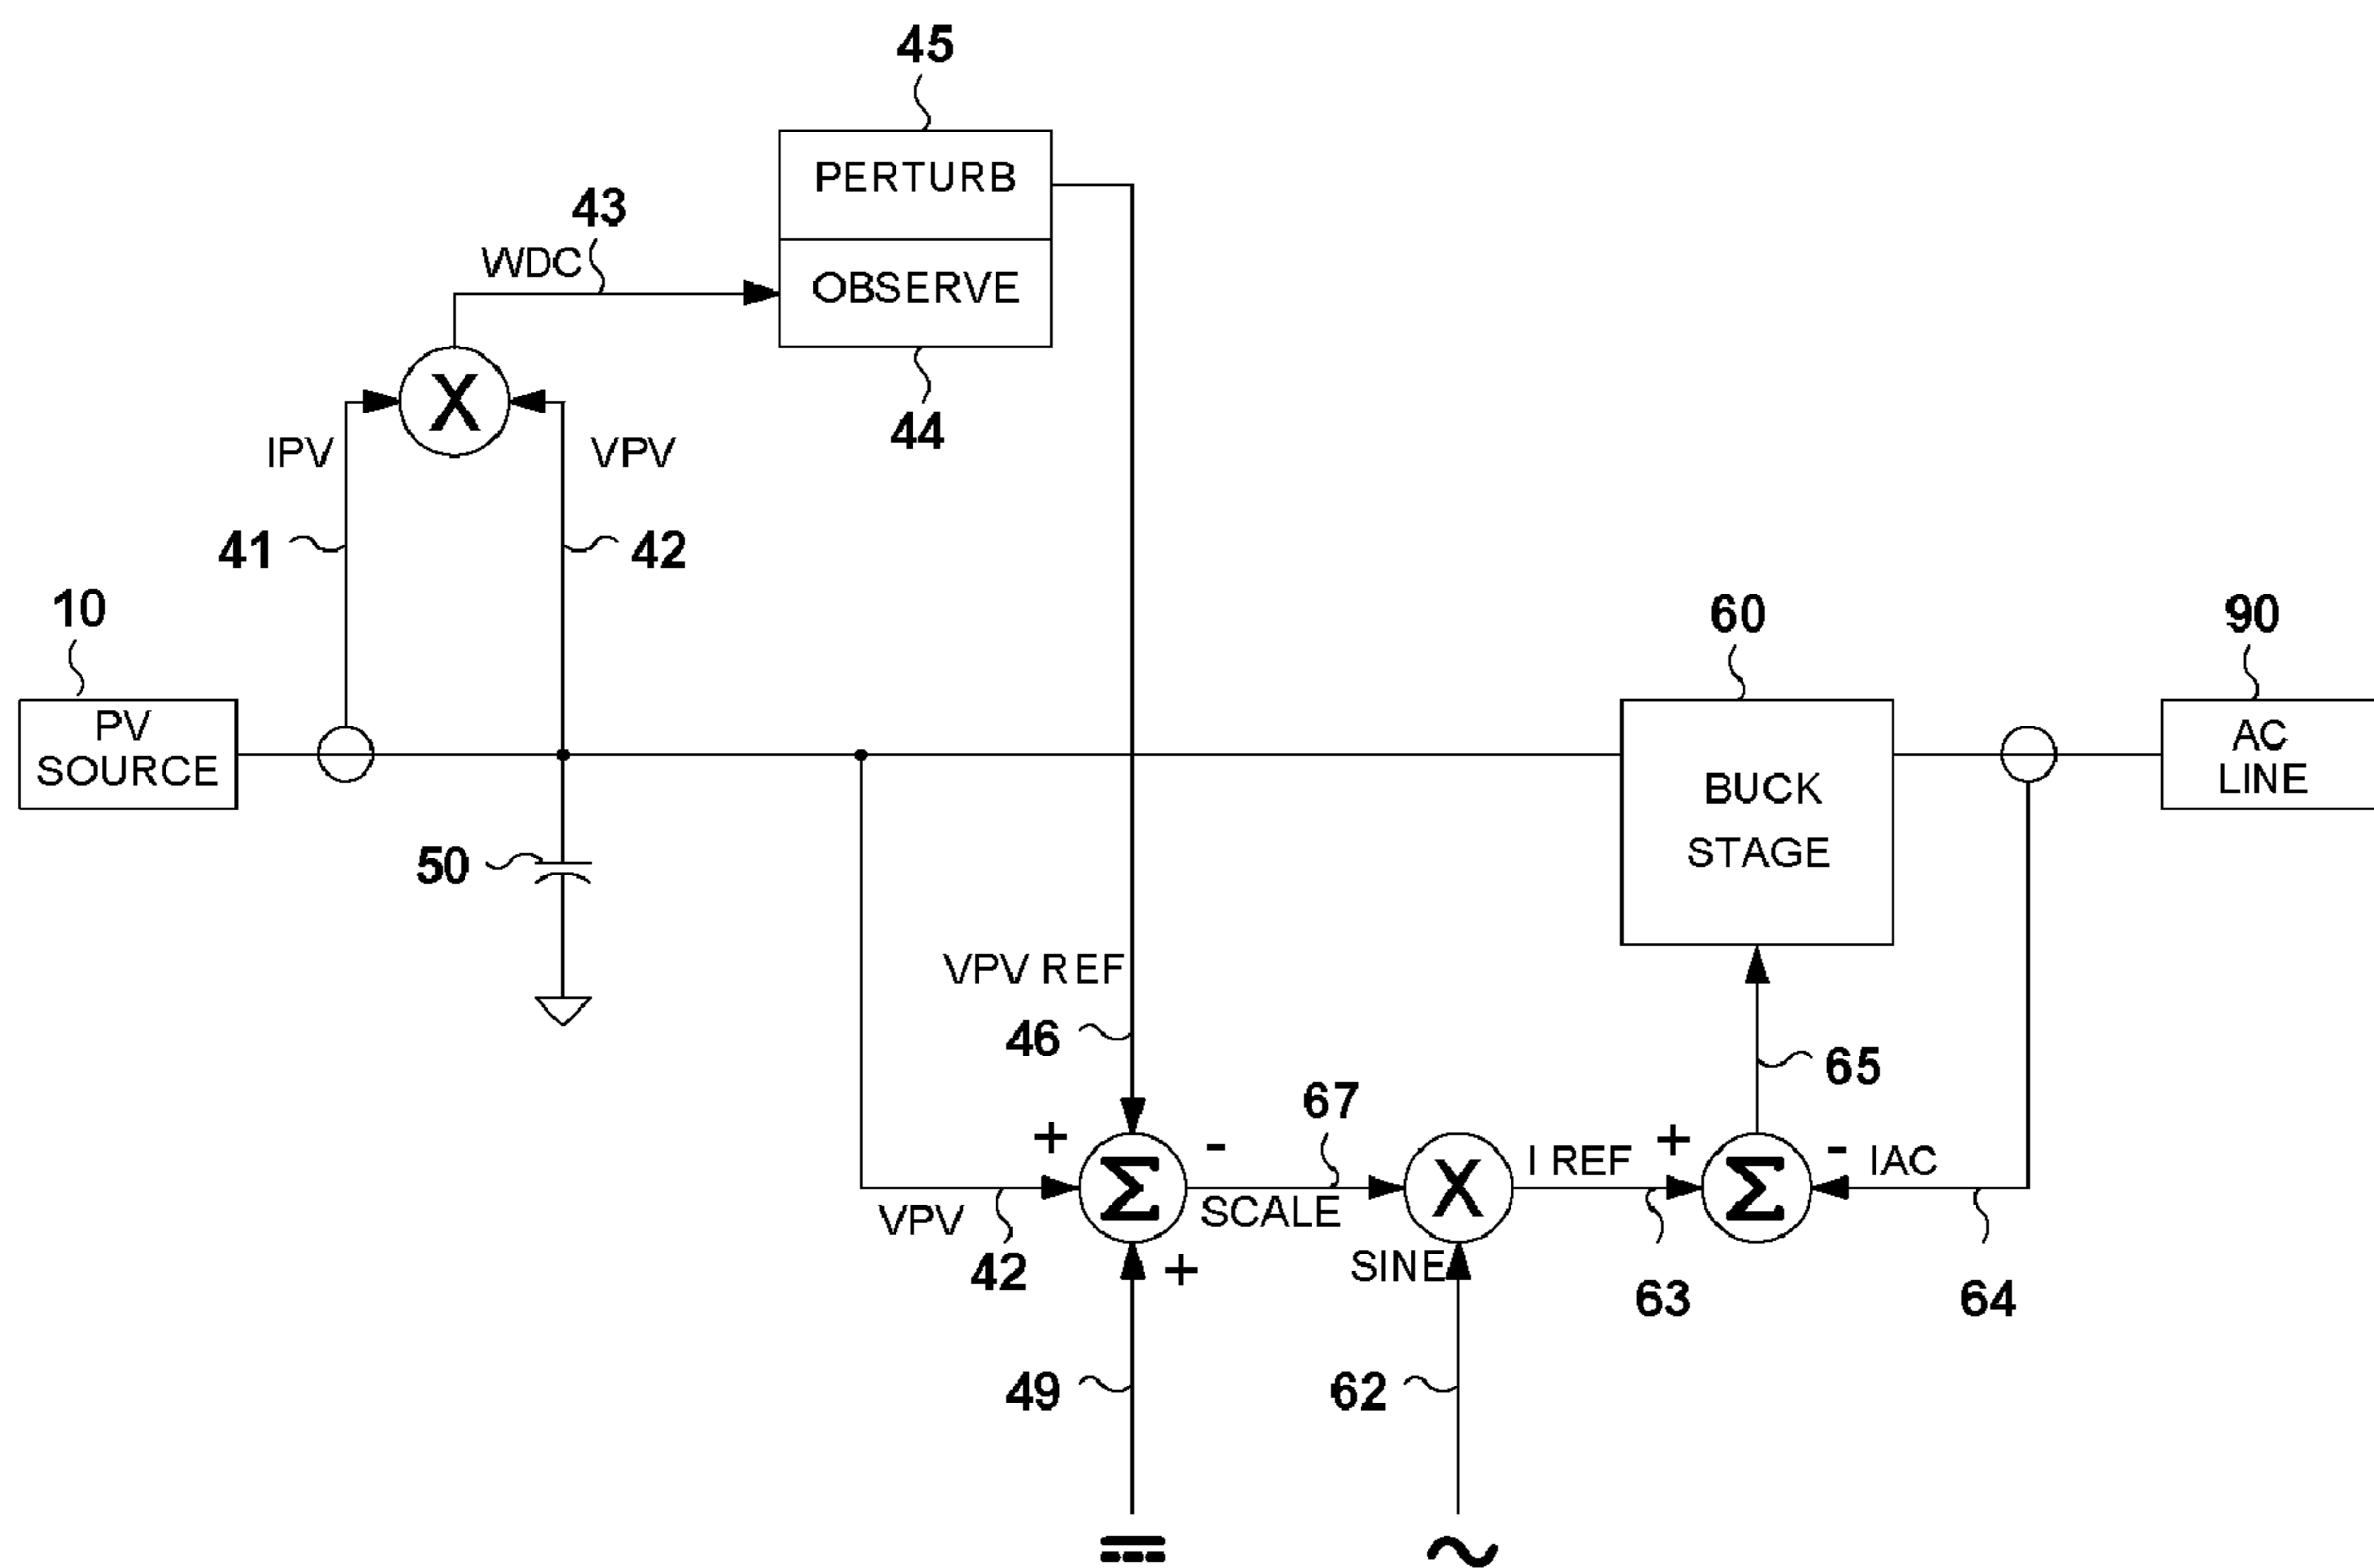 45
PERTURB
43
WDC
OBSERVE
X
44
IPV
VPV
41
42
10
60
90
PV
SOURCE
AC
LINE
BUCK
STAGE
50
VPV REF
46
65
67
+
-
+
-
Σ
X
Σ
I REF
IAC
SCALE
VPV
42
+
SINE
63
64
49
62